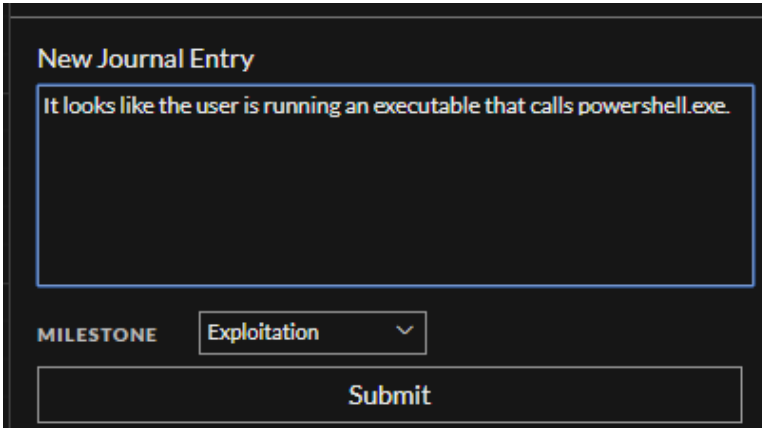 New Journal Entry
It looks like the user is running an executable that calls powershell.exe.
MILESTONE
Exploitation
Submit